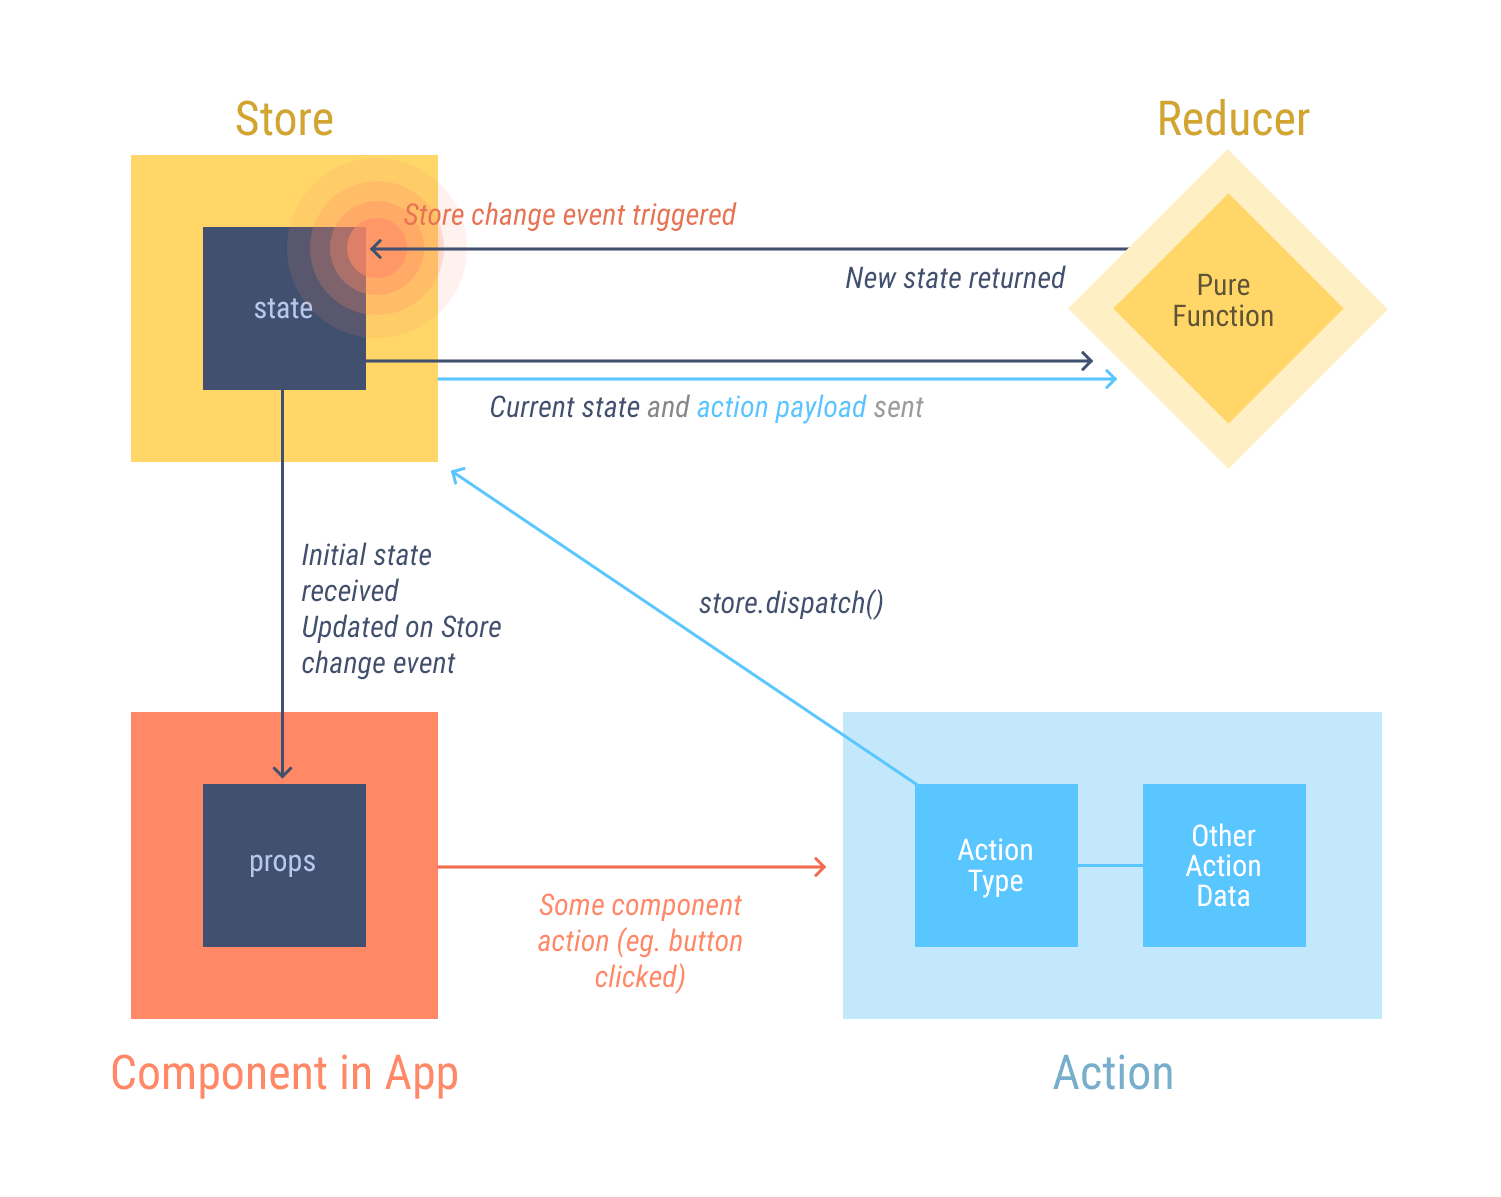 Store
Reducer
Store change event triggered
New state returned
state
Pure
Function
Current state and action payload sent
Initial state
received
Updated on Store
change event
store.dispatch()
props
Some component
action (eg. button
clicked)
Action
Type
Other
Action
Data
Component in App
Action